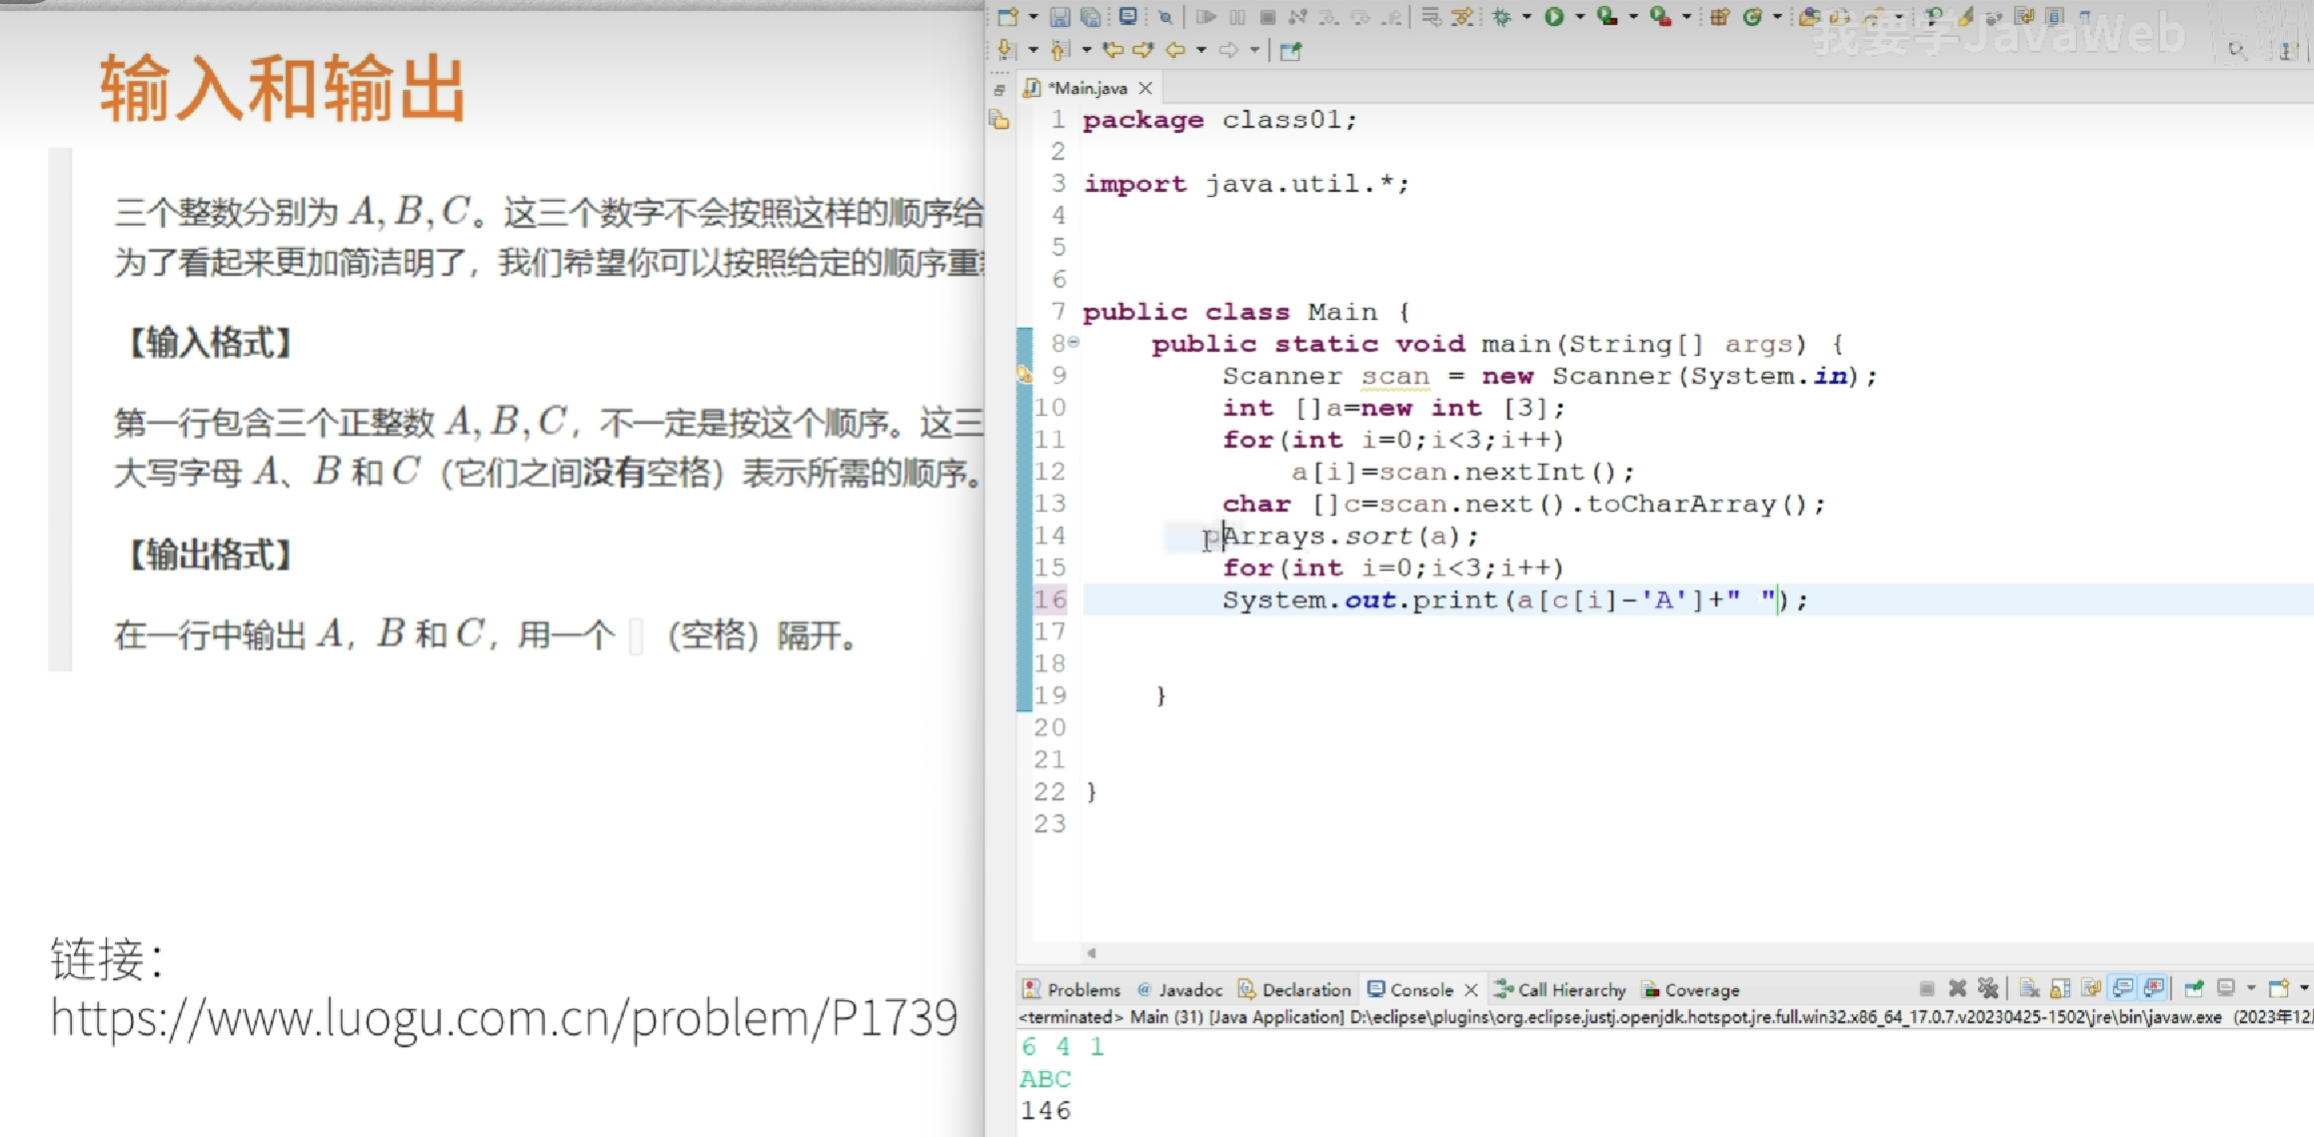 输入和输出
三个整数分别为 A, B, C。这三个数字不会按照这样的顺序给
为了看起来更加简洁明了，我们希望你可以按照给定的顺序重
【输入格式】
第一行包含三个正整数 A, B, C，不一定是按这个顺序。这三
大写字母 A、B 和 C（它们之间没有空格）表示所需的顺序。
【输出格式】
在一行中输出 A，B 和 C，用一个 （空格）隔开。
链接：
https://www.luogu.com.cn/problem/P1739
我要学JavaWeb
*Main.java
1 package class01;
2
3 import java.util.*;
4
5
6
7 public class Main {
8 public static void main(String[] args) {
9 Scanner scan = new Scanner(System.in);
10 int []a=new int [3];
11 for(int i=0;i<3;i++)
12 a[i]=scan.nextInt();
13 char []c=scan.next().toCharArray();
14 Arrays.sort(a);
15 for(int i=0;i<3;i++)
16 System.out.print(a[c[i]-'A']+" ");
17
18
19 }
20
21
22 }
23
Problems @ Javadoc Declaration Console Call Hierarchy Coverage
<terminated> Main (31) [Java Application] D:\eclipse\plugins\org.eclipse.justj.openjdk.hotspot.jre.full.win32.x86_64_17.0.7.v20230425-1502\jre\bin\javaw.exe (2023年12
6 4 1
ABC
146